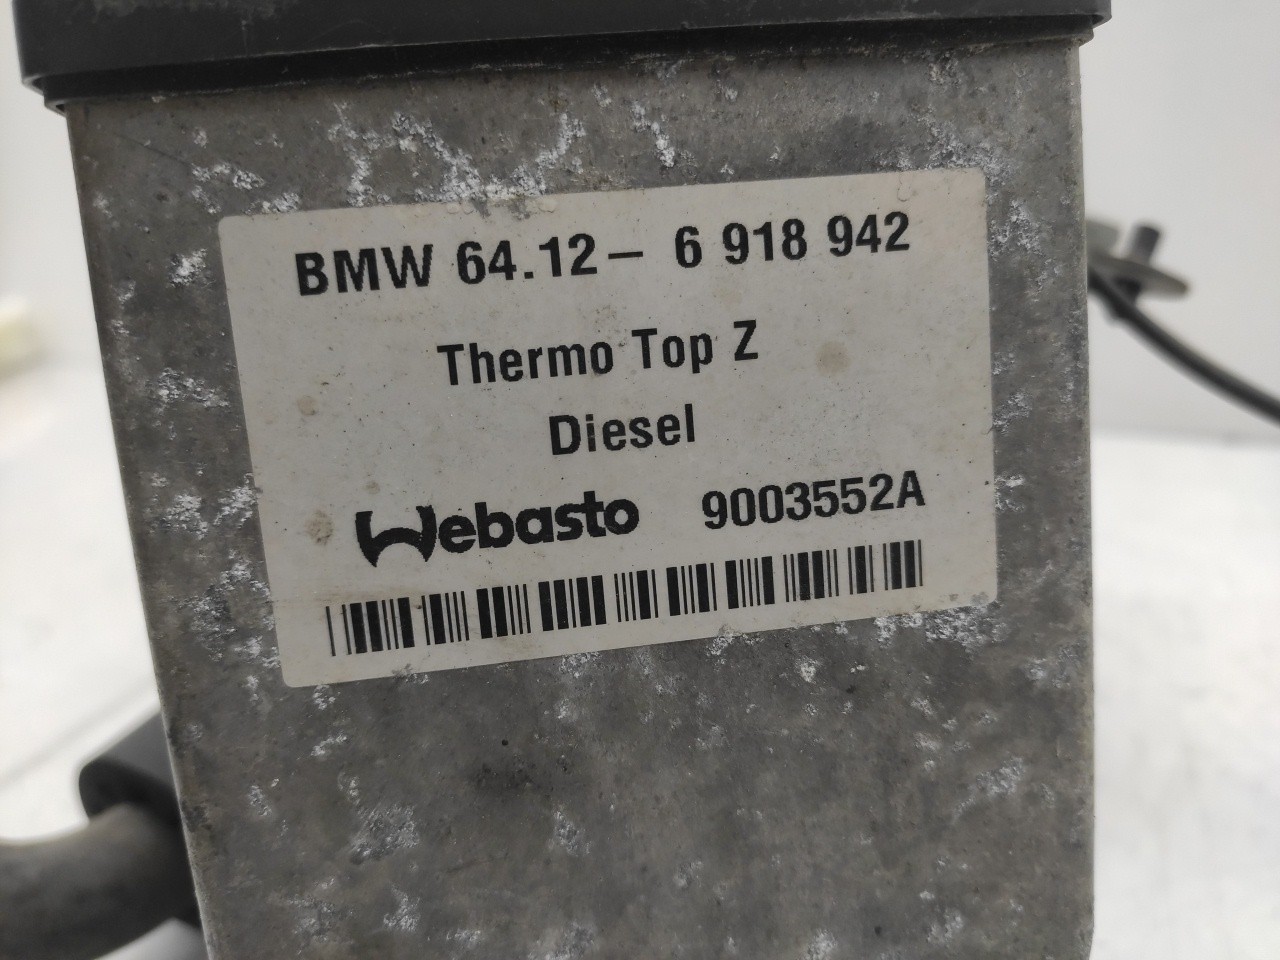 BMW 64.12– 6 918 942
Thermo Top Z
Diesel
Webasto 9003552A